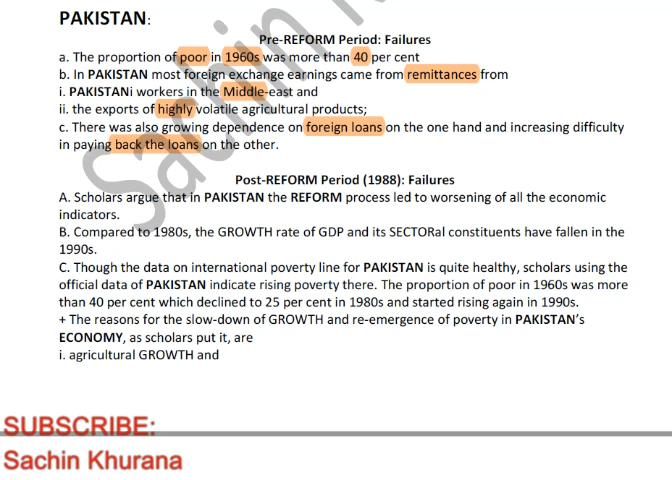 PAKISTAN:
Pre-REFORM Period: Failures
a. The proportion of poor in 1960s was more than 40 per cent
b. In PAKISTAN most foreign exchange earnings came from remittances from
i. PAKISTANi workers in the Middle-east and
ii. the exports of highly volatile agricultural products;
c. There was also growing dependence on foreign loans on the one hand and increasing difficulty
in paying back the loans on the other.
Post-REFORM Period (1988): Failures
A. Scholars argue that in PAKISTAN the REFORM process led to worsening of all the economic
indicators.
B. Compared to 1980s, the GROWTH rate of GDP and its SECTORal constituents have fallen in the
1990s.
C. Though the data on international poverty line for PAKISTAN is quite healthy, scholars using the
official data of PAKISTAN indicate rising poverty there. The proportion of poor in 1960s was more
than 40 per cent which declined to 25 per cent in 1980s and started rising again in 1990s.
+ The reasons for the slow-down of GROWTH and re-emergence of poverty in PAKISTAN’s
ECONOMY, as scholars put it, are
i. agricultural GROWTH and
SUBSCRIBE:
Sachin Khurana
Sachin